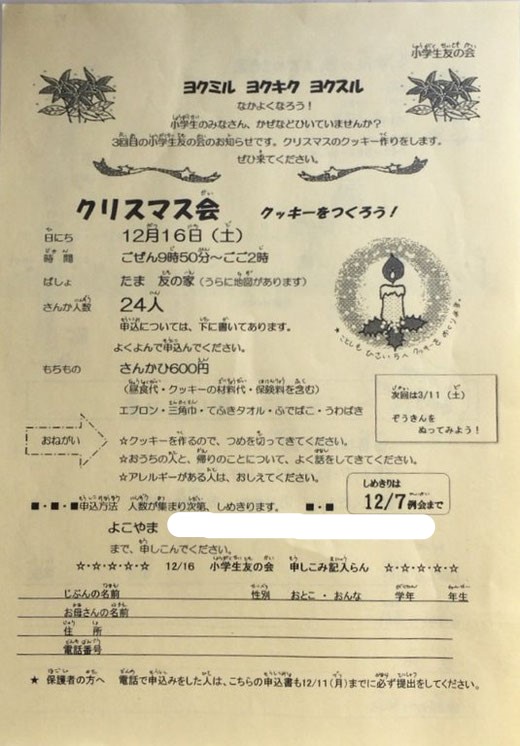 小学生友の会
ヨクミル ヨクキク ヨクスル
なかよくなろう！
小学生のみなさん、かぜなどひいていませんか？
3回目の小学生友の会のお知らせです。クリスマスのクッキー作りをします。
ぜひ来てください。
クリスマス会 クッキーをつくろう！
日にち 12月16日（土）
時間 ごぜん9時50分～ごご2時
ばしょ たま 友の家（うらに地図があります）
さんか人数 24人
申込については、下に書いてあります。
よくよんで申込んでください。
もちもの さんかひ600円
（昼食代・クッキーの材料代・保険料を含む）
エプロン・三角巾・てふきタオル・ふでばこ・うわばき
＊ことしも ひさいちへ クッキーを おくります。
次回は3/11（土）
ぞうきんを
ぬってみよう！
おねがい
☆クッキーを作るので、つめを切ってきてください。
☆おうちの人と、帰りのことについて、よく話をしてきてください。
☆アレルギーがある人は、おしえてください。
しめきりは
12/7例会まで
■・■・■申込方法 人数が集まり次第、しめきります。 ■・■
よこやま
まで、申しこんでください。
☆・☆・☆・☆・☆ 12/16 小学生友の会 申しこみ記入らん ☆・☆・☆・☆・☆
じぶんの名前 性別 おとこ・おんな 学年 年生
お母さんの名前
住 所
電話番号
★ 保護者の方へ 電話で申込みをした人は、こちらの申込書も12/11(月)までに必ず提出をしてください。